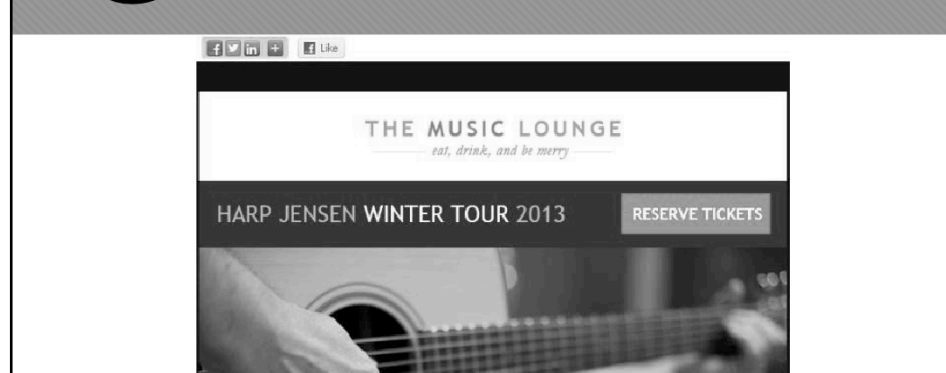 Like
THE MUSIC LOUNGE
eat, drink, and be merry
HARP JENSEN WINTER TOUR 2013
RESERVE TICKETS